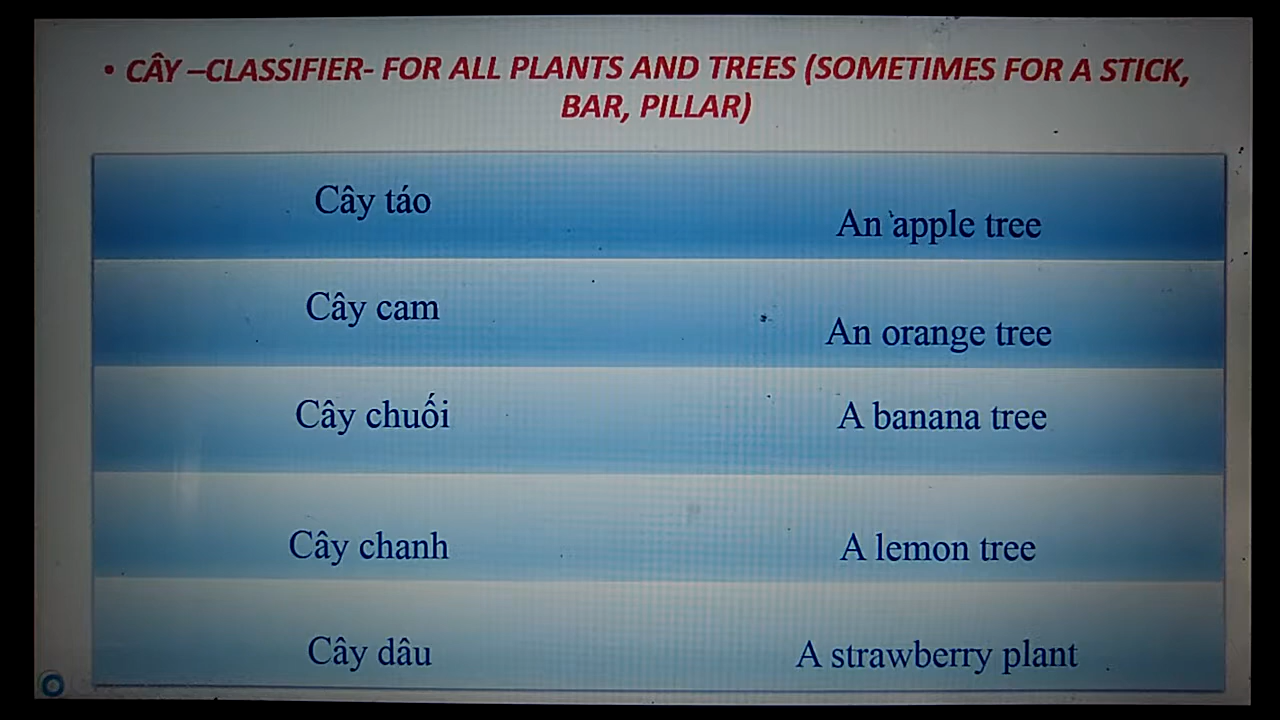 • CÂY –CLASSIFIER- FOR ALL PLANTS AND TREES (SOMETIMES FOR A STICK,
BAR, PILLAR)
Cây táo
An apple tree
Cây cam
An orange tree
Cây chuối
A banana tree
Cây chanh
A lemon tree
Cây dâu
A strawberry plant